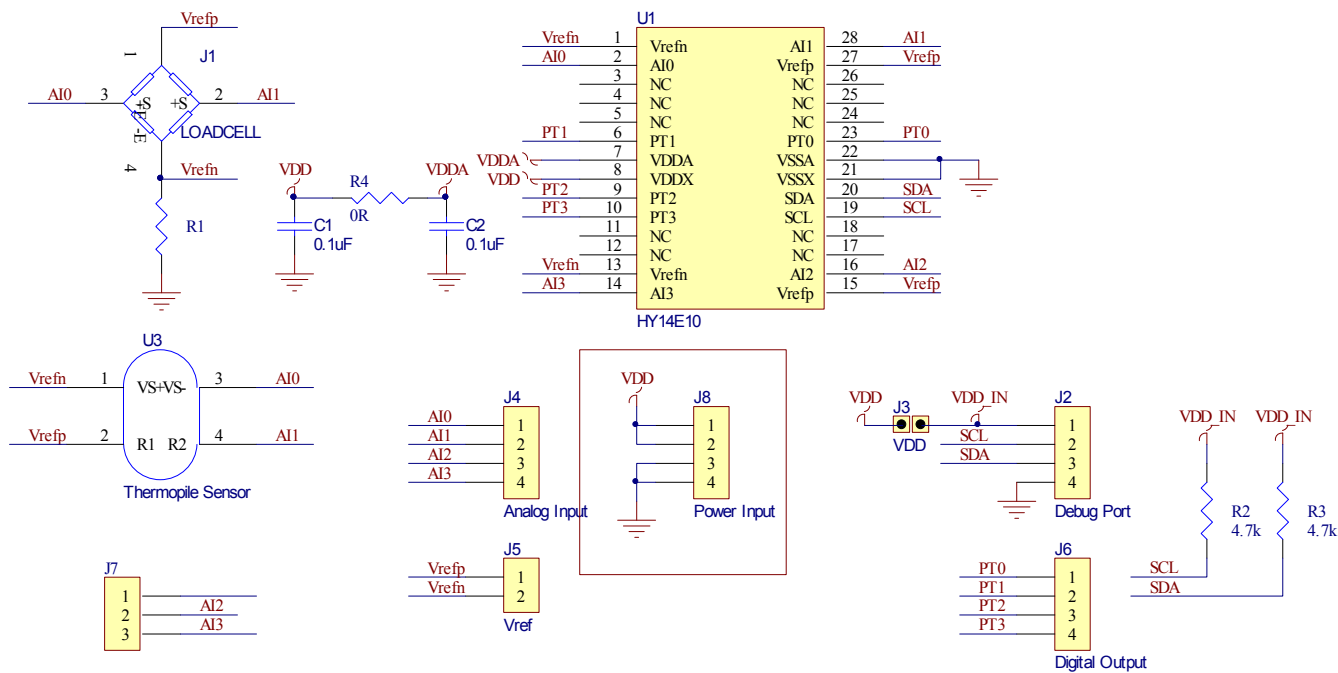 Vrefp
1
J1
AI0
3
+S
+S
2
AI1
+E
-E
LOADCELL
4
Vrefn
R1
VDD
R4
0R
VDDA
C1
0.1uF
C2
0.1uF
U1
Vrefn 1 Vrefn
AI0 2 AI0
3 NC
4 NC
5 NC
PT1 6 PT1
VDDA 7 VDDA
VDD 8 VDDX
PT2 9 PT2
PT3 10 PT3
11 NC
12 NC
Vrefn 13 Vrefn
AI3 14 AI3
AI1 28 AI1
Vrefp 27 Vrefp
NC 26
NC 25
NC 24
PT0 23 PT0
VSSA 22
VSSX 21
SDA 20 SDA
SCL 19 SCL
NC 18
NC 17
AI2 16 AI2
Vrefp 15 Vrefp
HY14E10
U3
Vrefn 1 VS+VS- 3 AI0
Vrefp 2 R1 R2 4 AI1
Thermopile Sensor
J4
AI0 1
AI1 2
AI2 3
AI3 4
Analog Input
VDD
J8
1
2
3
4
Power Input
VDD
J3
VDD
VDD_IN
J2
1
SCL 2
SDA 3
4
Debug Port
VDD_IN
VDD_IN
R2
4.7k
R3
4.7k
SCL
SDA
J7
1
AI2 2
AI3 3
J5
Vrefp 1
Vrefn 2
Vref
J6
PT0 1
PT1 2
PT2 3
PT3 4
Digital Output